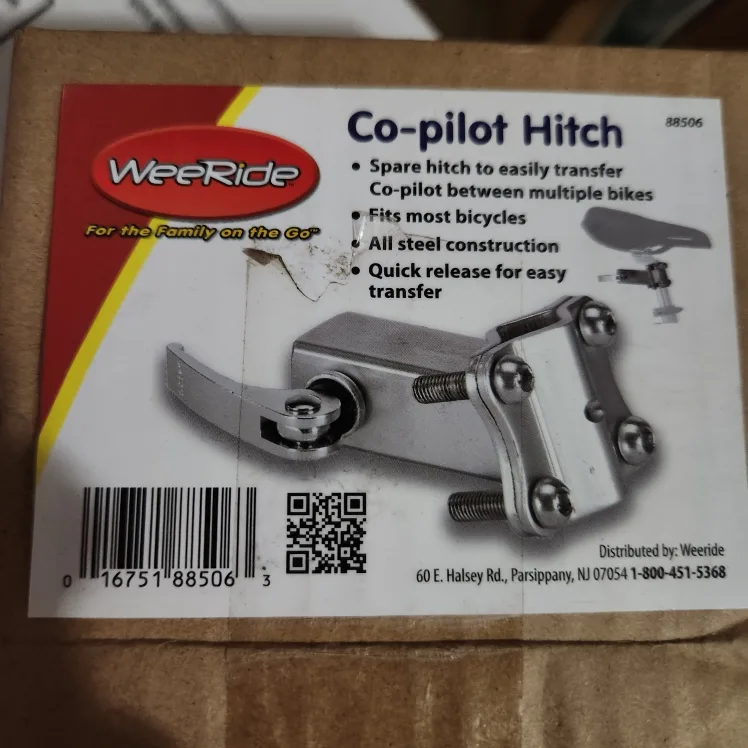 WeeRide™
For the Family on the Go™
Co-pilot Hitch
88506
• Spare hitch to easily transfer
Co-pilot between multiple bikes
• Fits most bicycles
• All steel construction
• Quick release for easy
transfer
0 16751 88506 3
Distributed by: Weeride
60 E. Halsey Rd., Parsippany, NJ 07054 1-800-451-5368